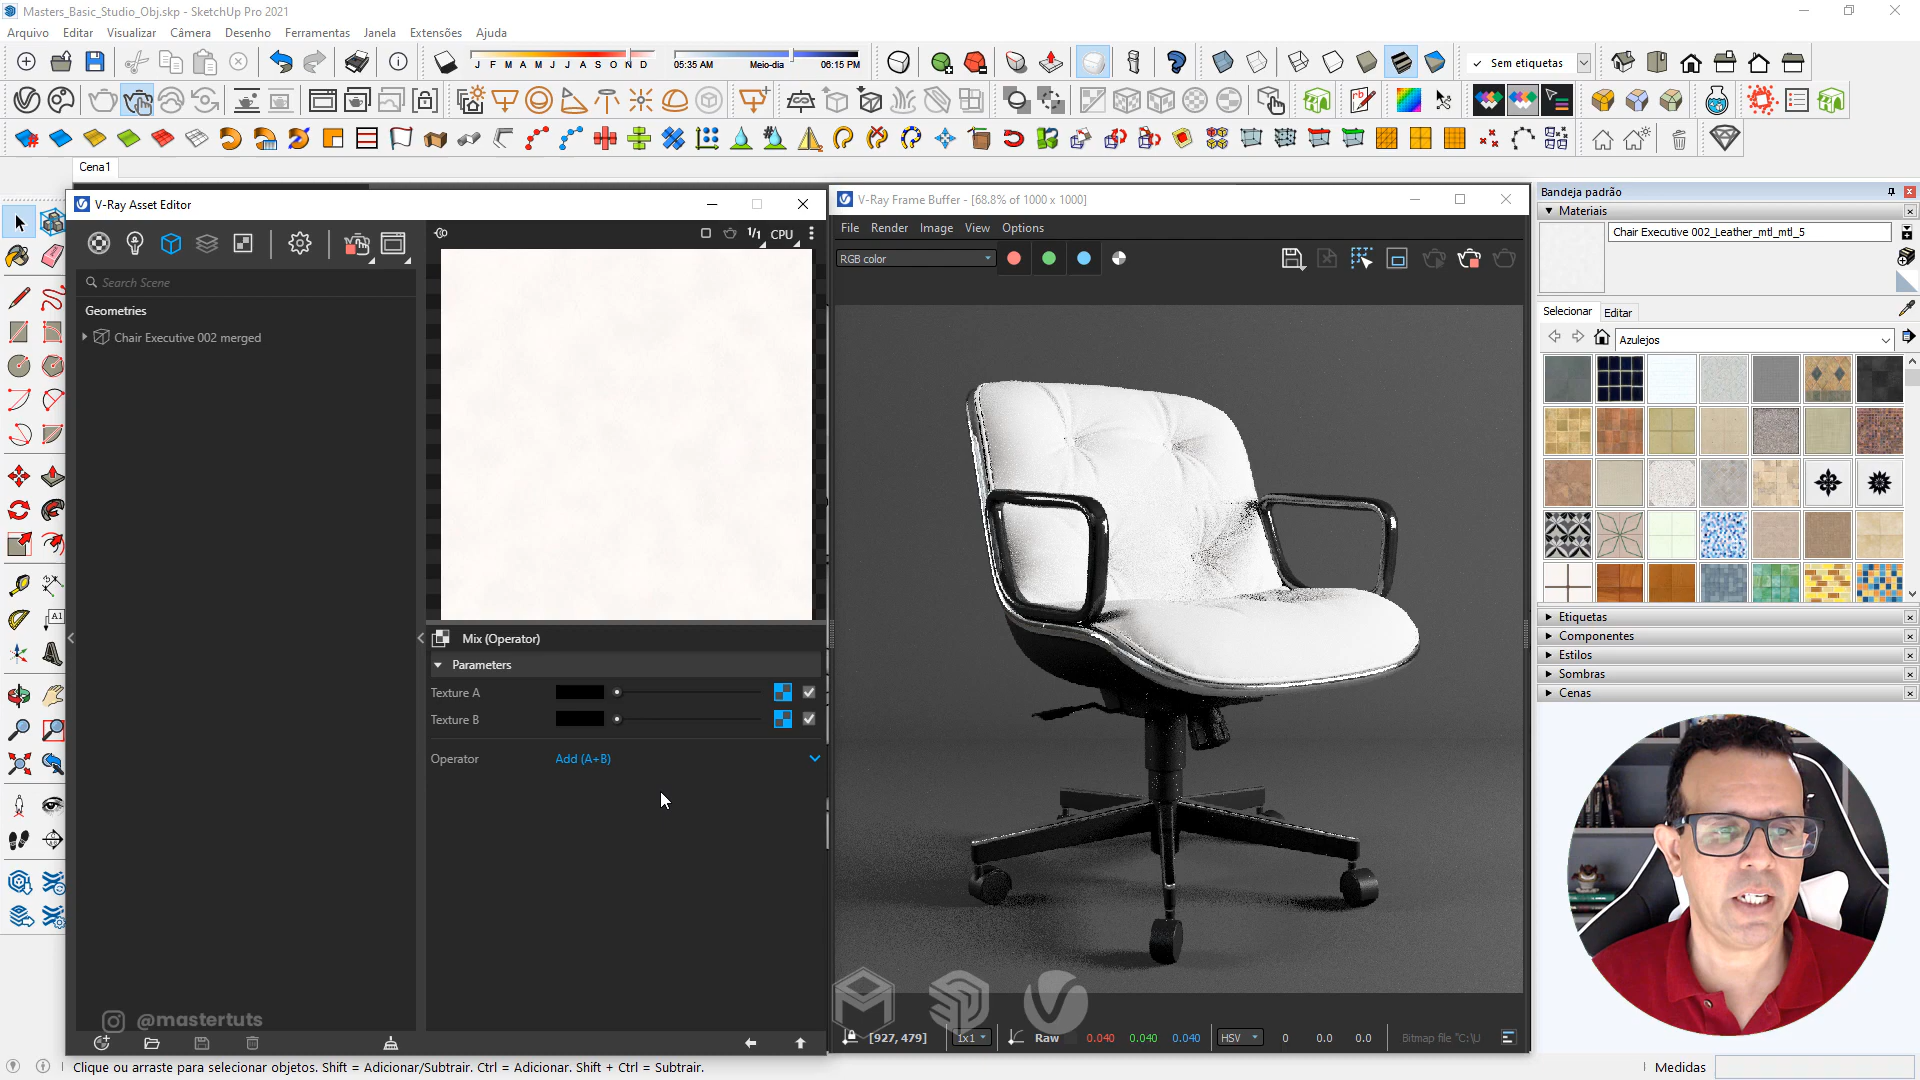 Masters_Basic_Studio_Obj.skp - SketchUp Pro 2021
Arquivo Editar Visualizar Câmera Desenho Ferramentas Janela Extensões Ajuda
J F M A M J J A S O N D
05:35 AM Meio-dia 06:15 PM
Sem etiquetas
Cena1
V-Ray Asset Editor
1/1 CPU
Search Scene
Geometries
Chair Executive 002 merged
Mix (Operator)
Parameters
Texture A
Texture B
Operator Add (A+B)
@mastertuts
V-Ray Frame Buffer - [68.8% of 1000 x 1000]
File Render Image View Options
RGB color
[927, 479] 1x1 Raw 0.040 0.040 0.040 HSV 0 0.0 0.0 Bitmap file "C:\U
Bandeja padrão
Materiais
Chair Executive 002_Leather_mtl_mtl_5
Selecionar Editar
Azulejos
Etiquetas
Componentes
Estilos
Sombras
Cenas
Clique ou arraste para selecionar objetos. Shift = Adicionar/Subtrair. Ctrl = Adicionar. Shift + Ctrl = Subtrair.
Medidas